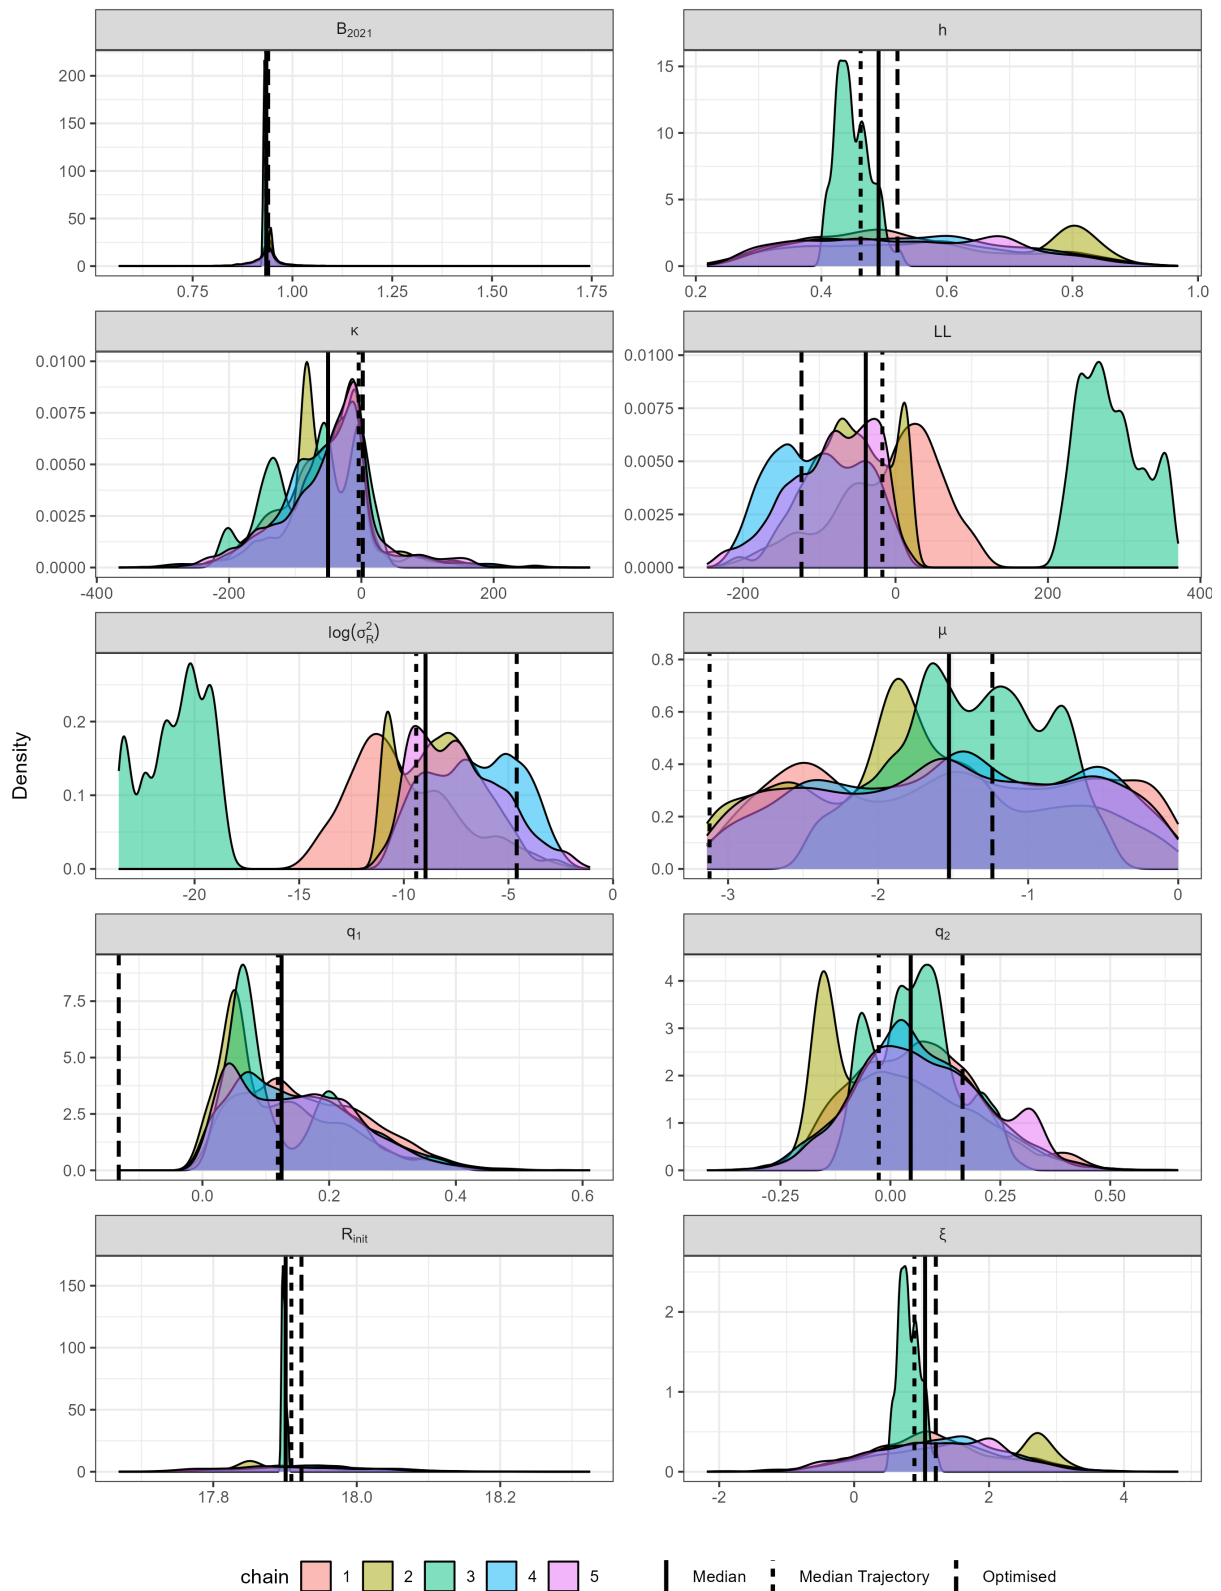 B2021
h
200
150
100
50
0
15
10
5
0
0.75 1.00 1.25 1.50 1.75
0.2 0.4 0.6 0.8 1.0
κ
LL
0.0100
0.0075
0.0050
0.0025
0.0000
0.0100
0.0075
0.0050
0.0025
0.0000
-400 -200 0 200
-200 0 200 400
log(σ²R)
μ
0.2
0.1
0.0
0.8
0.6
0.4
0.2
0.0
-20 -15 -10 -5 0
-3 -2 -1 0
Density
q1
q2
7.5
5.0
2.5
0.0
4
3
2
1
0
0.0 0.2 0.4 0.6
-0.25 0.00 0.25 0.50
Rinit
ξ
150
100
50
0
2
1
0
17.8 18.0 18.2
-2 0 2 4
chain 1 2 3 4 5 Median Median Trajectory Optimised